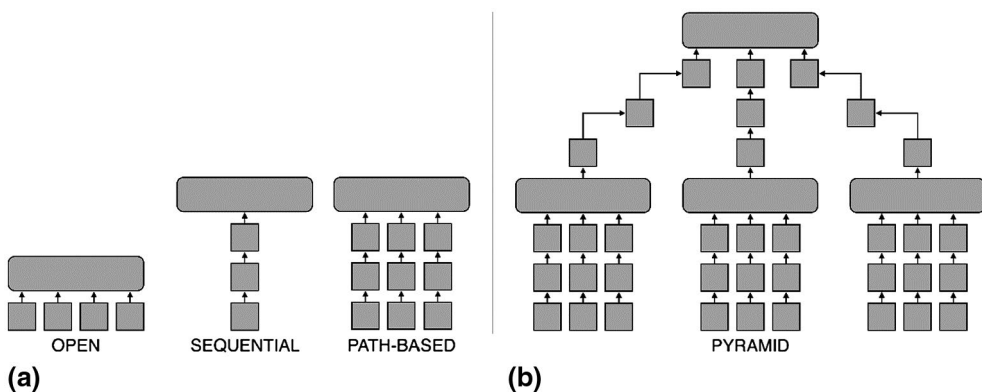 OPEN
SEQUENTIAL
PATH-BASED
(a)
PYRAMID
(b)